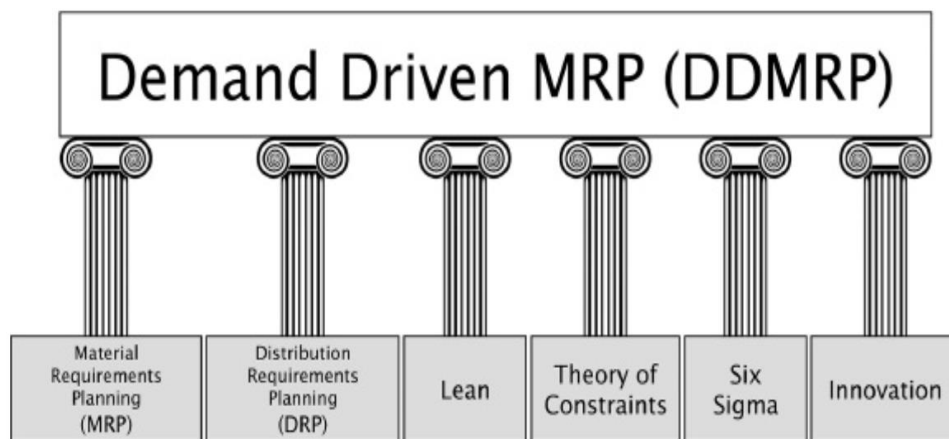 Demand Driven MRP (DDMRP)
Material
Requirements
Planning
(MRP)
Distribution
Requirements
Planning
(DRP)
Lean
Theory of
Constraints
Six
Sigma
Innovation